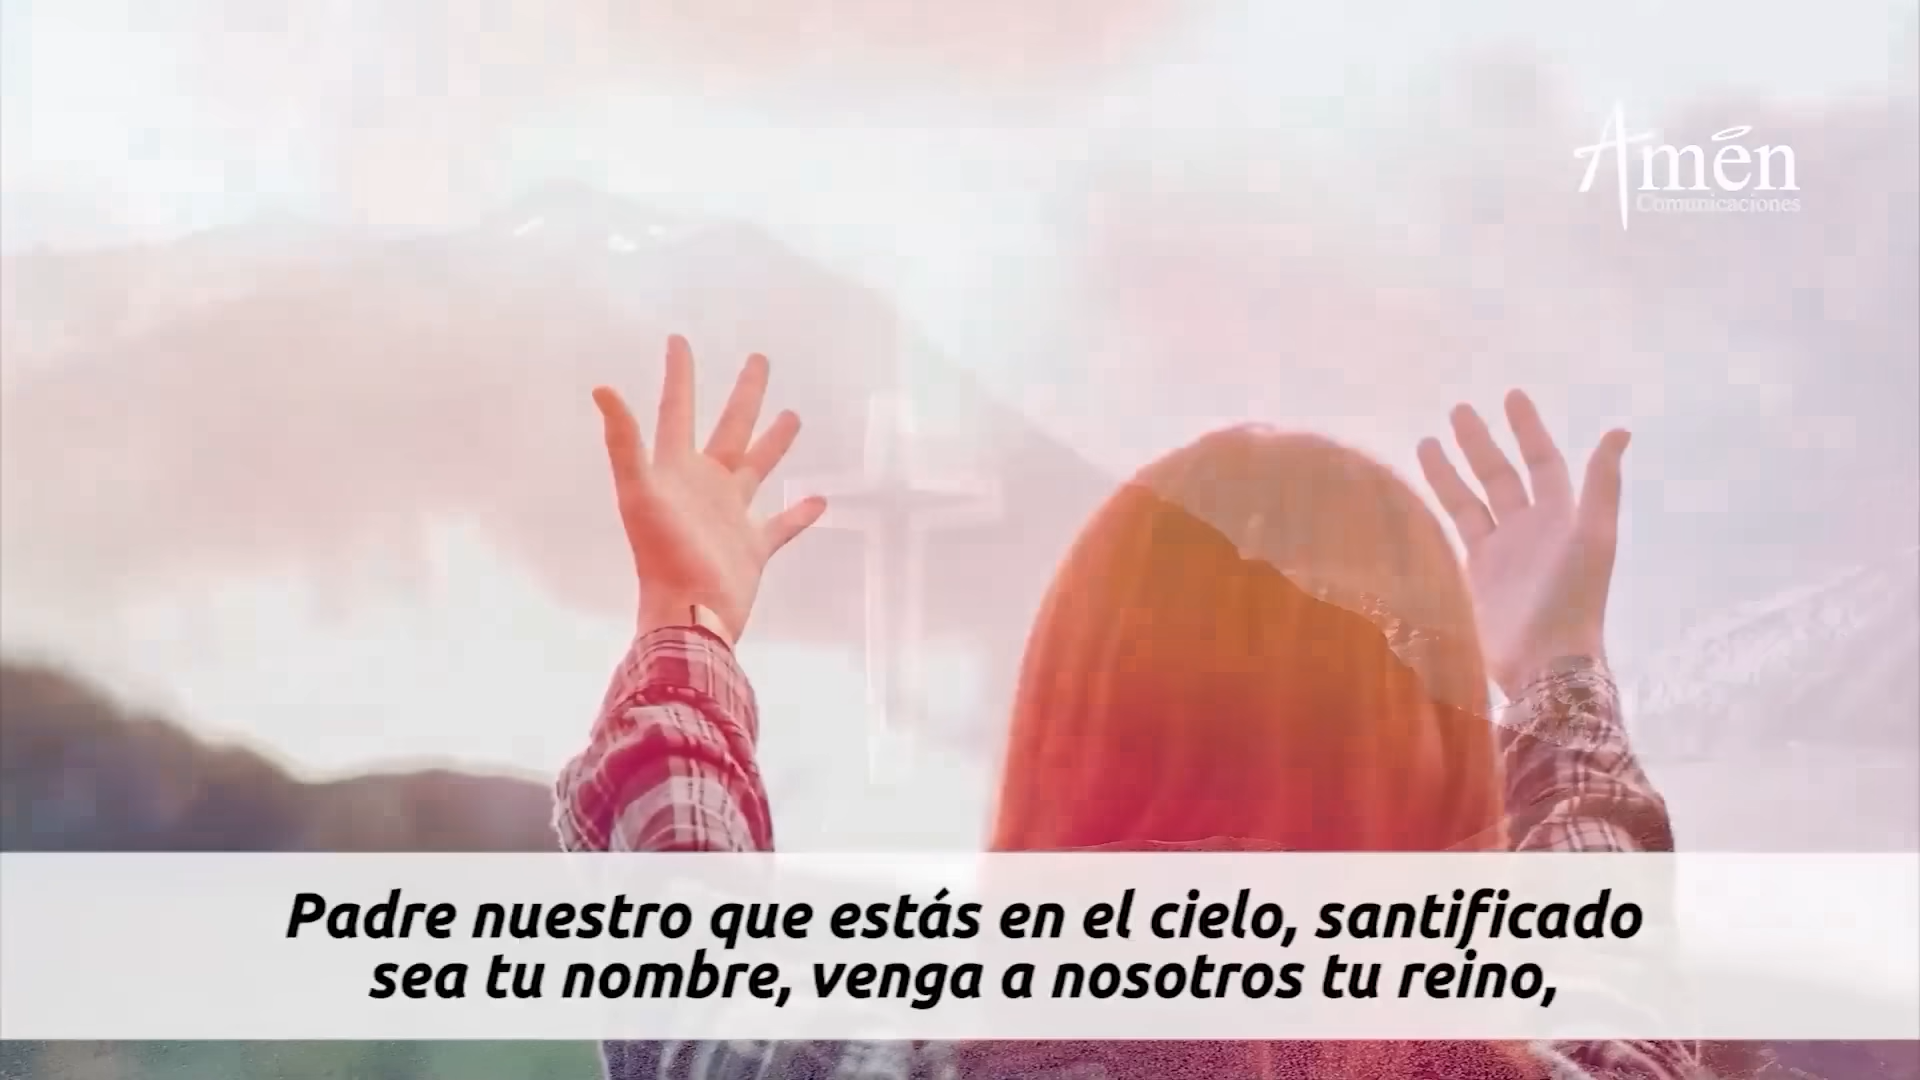 Amén
Comunicaciones
Padre nuestro que estás en el cielo, santificado
sea tu nombre, venga a nosotros tu reino,